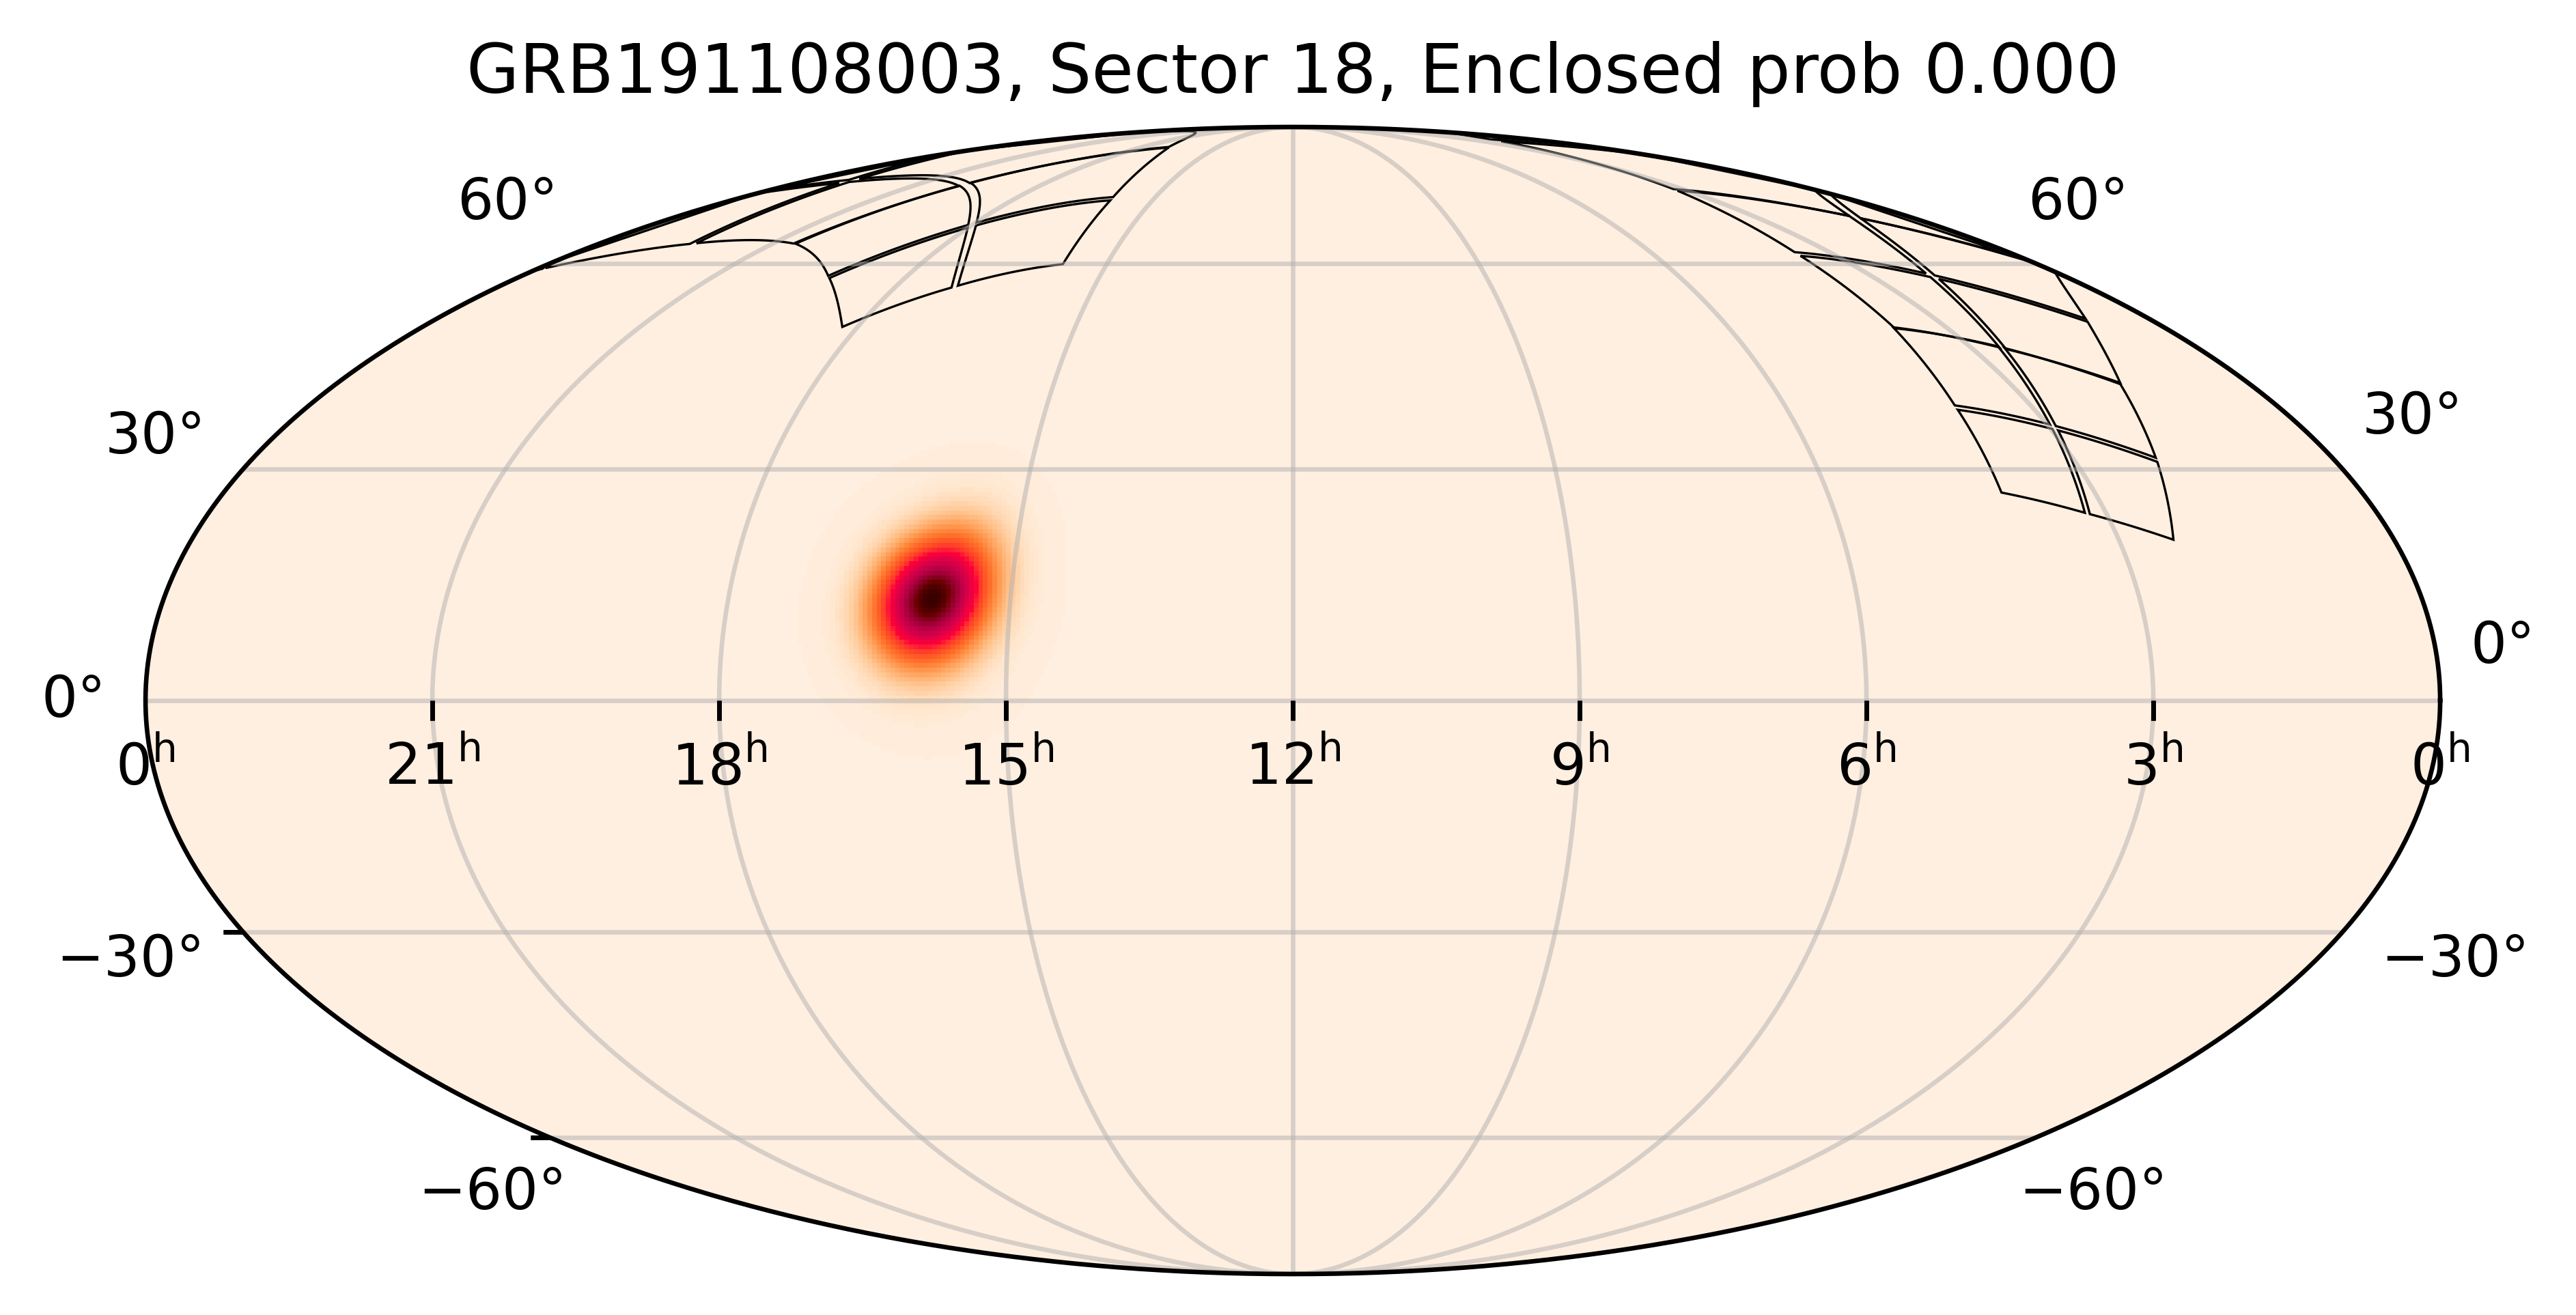 GRB191108003, Sector 18, Enclosed prob 0.000
60° 60°
30° 30°
0° 0°
0ʰ 21ʰ 18ʰ 15ʰ 12ʰ 9ʰ 6ʰ 3ʰ 0ʰ
−30° −30°
−60° −60°